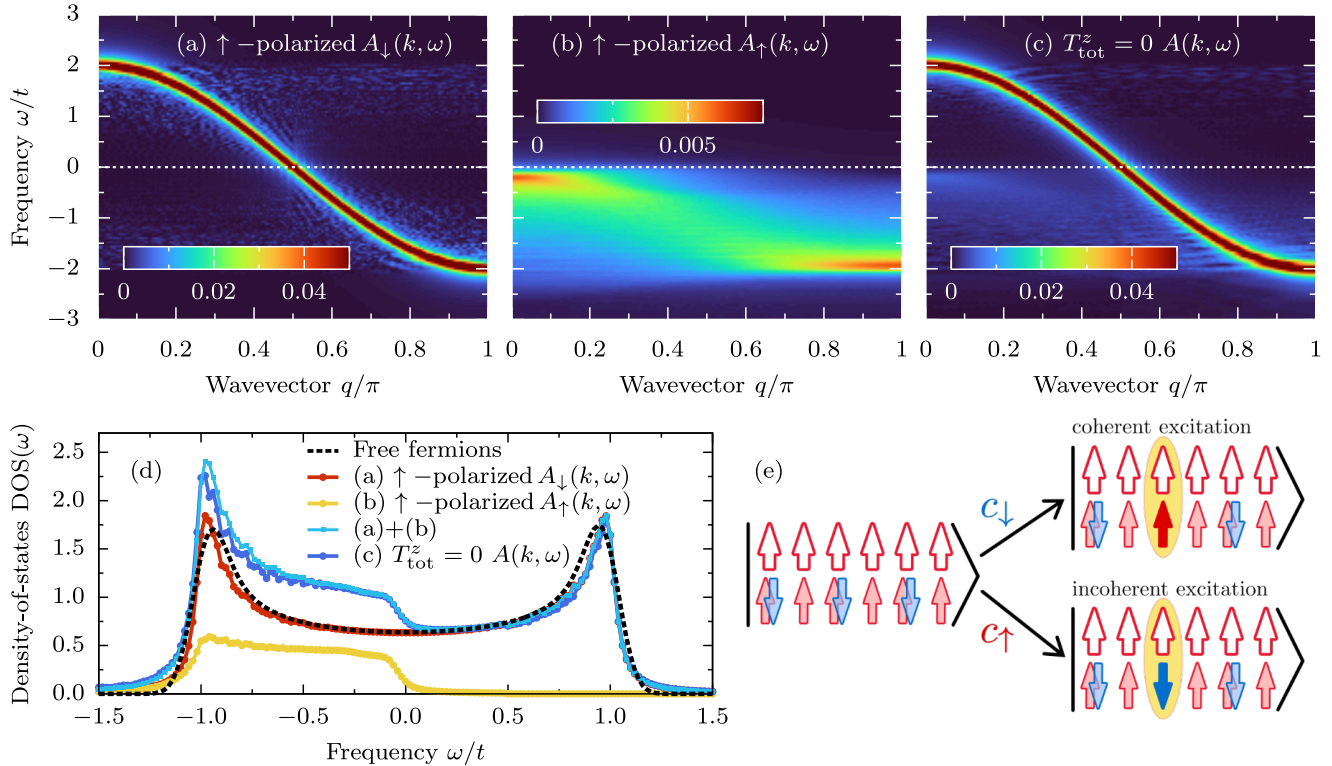 (a) ↑ −polarized A↓(k, ω)
(b) ↑ −polarized A↑(k, ω)
(c) T^z_tot = 0 A(k, ω)
Frequency ω/t
3
2
1
0
−1
−2
−3
0 0.02 0.04
0 0.005
0 0.02 0.04
0 0.2 0.4 0.6 0.8 1
0 0.2 0.4 0.6 0.8 1
0 0.2 0.4 0.6 0.8 1
Wavevector q/π
Wavevector q/π
Wavevector q/π
Density-of-states DOS(ω)
2.5
2.0
1.5
1.0
0.5
0.0
(d)
Free fermions
(a) ↑ −polarized A↓(k, ω)
(b) ↑ −polarized A↑(k, ω)
(a)+(b)
(c) T^z_tot = 0 A(k, ω)
−1.5 −1.0 −0.5 0.0 0.5 1.0 1.5
Frequency ω/t
(e)
coherent excitation
c↓
c↑
incoherent excitation